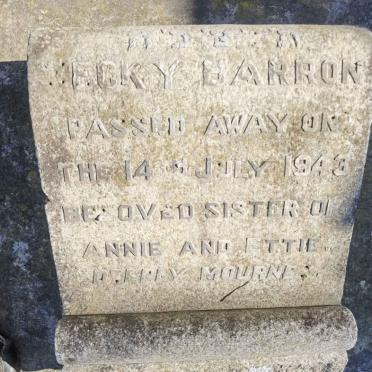 BECKY BARRON
PASSED AWAY ON
THE 14TH JULY 1943
BELOVED SISTER OF
ANNIE AND ETTIE.
DEEPLY MOURNED.